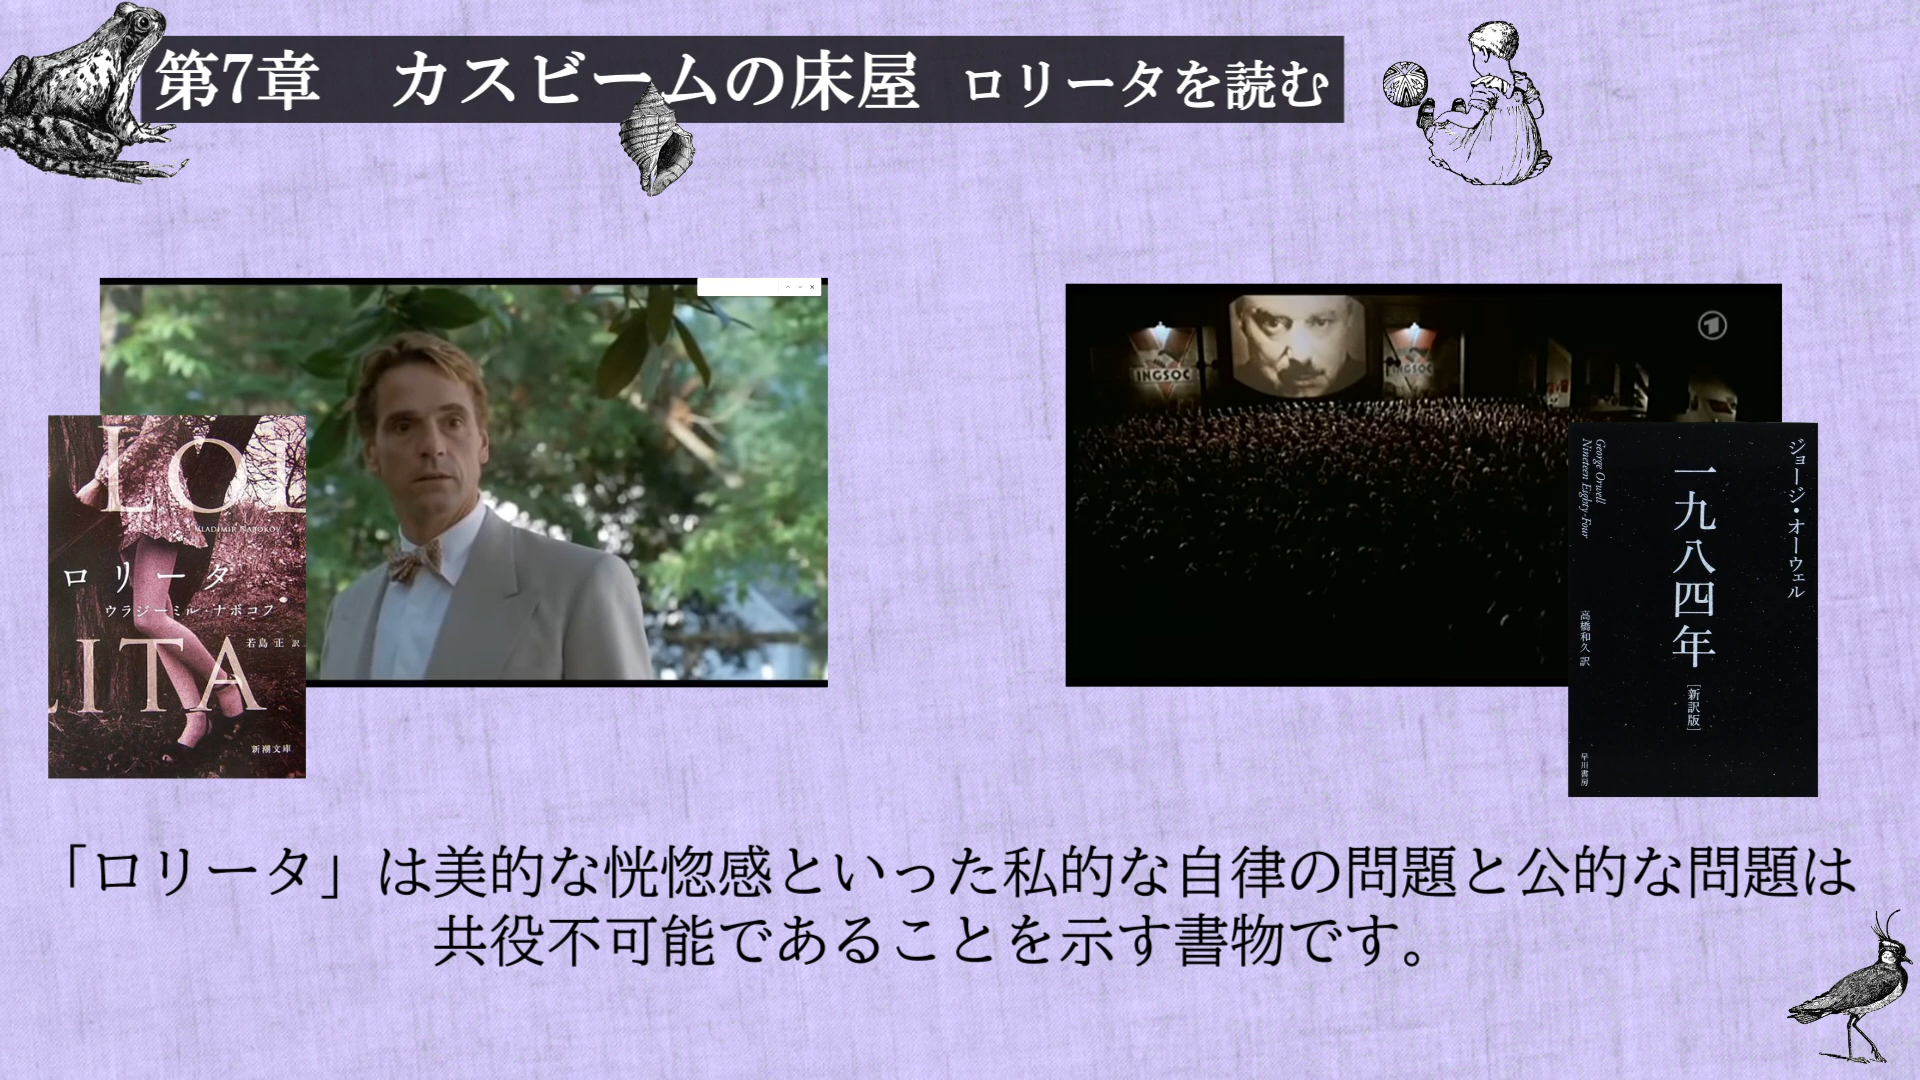 第7章　カスビームの床屋 ロリータを読む
INGSOC
INGSOC
LOL
VLADIMIR NABOKOV
ロリータ
ウラジーミル・ナボコフ
若島 正 訳
LITA
新潮文庫
ジョージ・オーウェル
一九八四年 [新訳版]
George Orwell
Nineteen Eighty-Four
高橋和久 訳
早川書房
「ロリータ」は美的な恍惚感といった私的な自律の問題と公的な問題は
共役不可能であることを示す書物です。